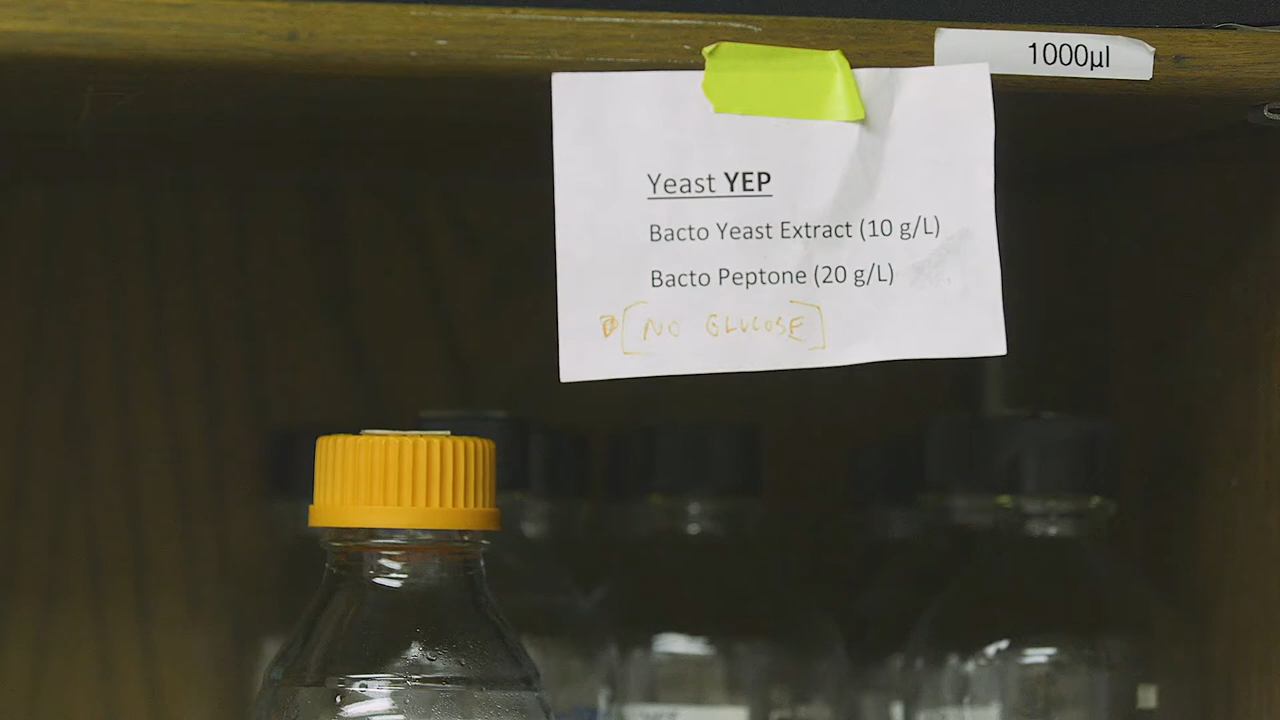 1000µl
Yeast YEP
Bacto Yeast Extract (10 g/L)
Bacto Peptone (20 g/L)
[NO GLUCOSE]